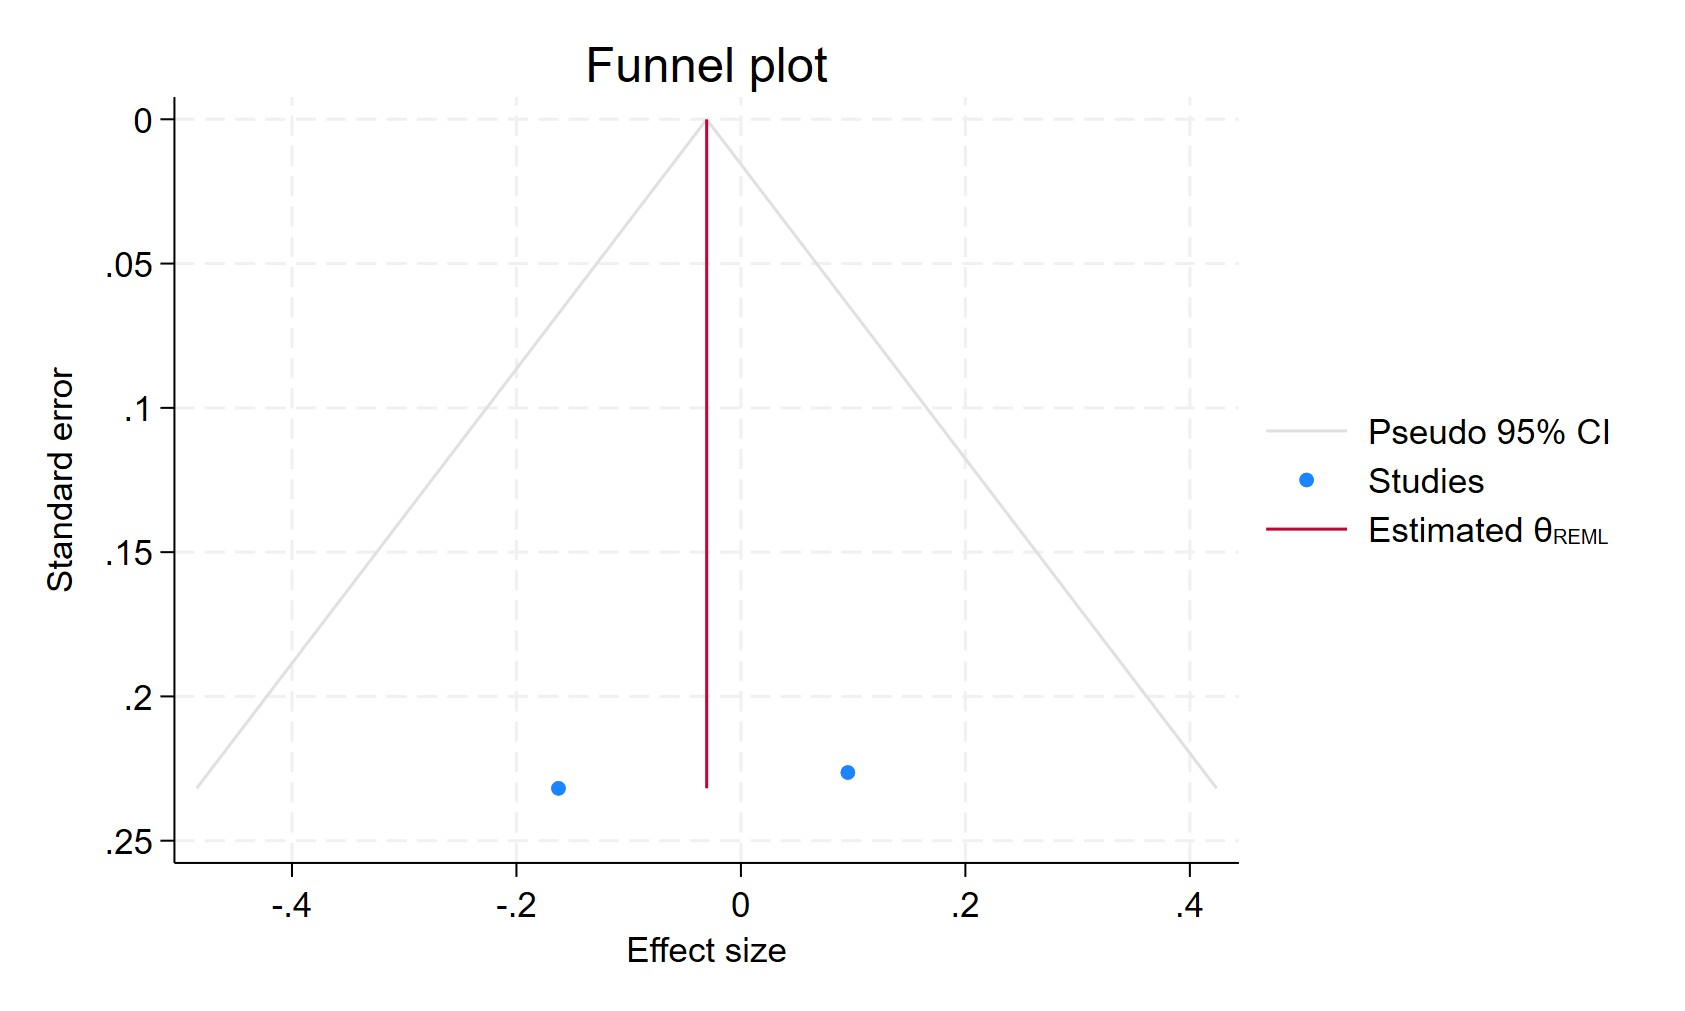 Funnel plot
0
.05
.1
.15
.2
.25
Standard error
-.4
-.2
0
.2
.4
Effect size
Pseudo 95% CI
Studies
Estimated θREML